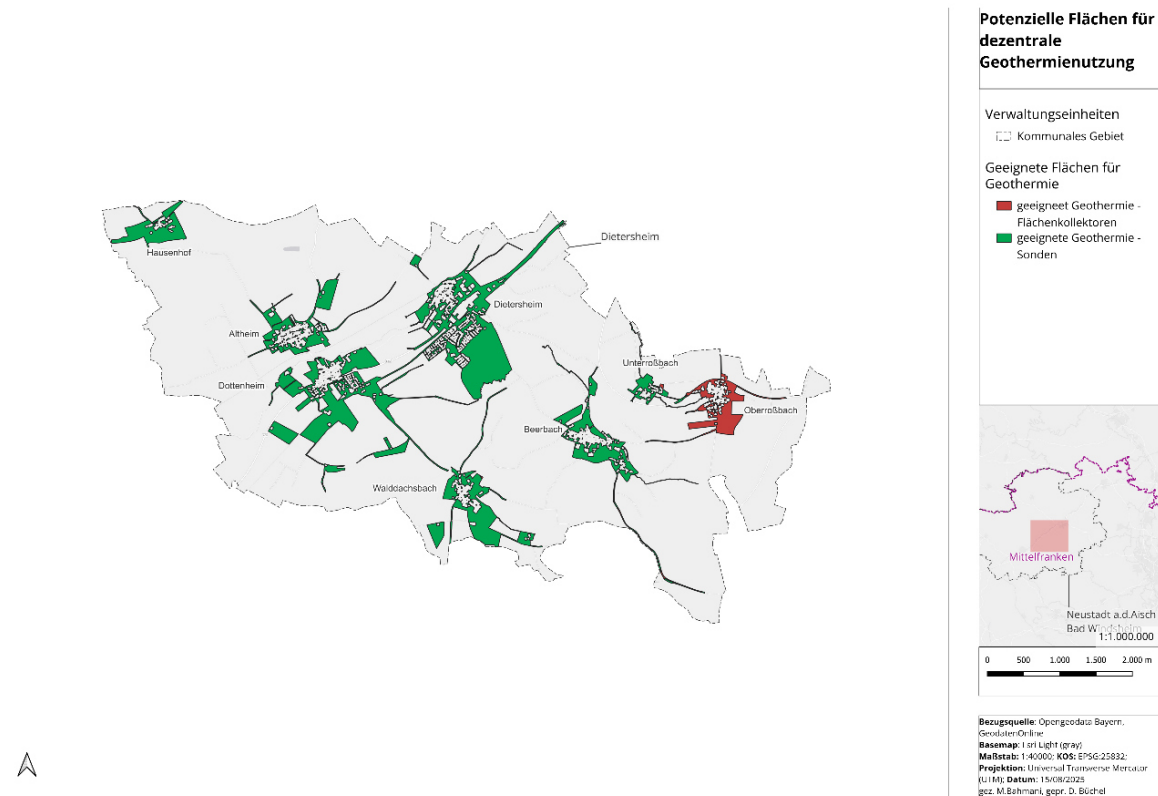 Potenzielle Flächen für
dezentrale
Geothermienutzung
Verwaltungseinheiten
Kommunales Gebiet
Geeignete Flächen für
Geothermie
geeigneet Geothermie -
Flächenkollektoren
geeignete Geothermie -
Sonden
Hausenhof
Dietersheim
Dietersheim
Altheim
Dottenheim
Unterroßbach
Oberroßbach
Beerbach
Walddachsbach
Mittelfranken
Neustadt a.d.Aisch
Bad Windsheim
1:1.000.000
0 500 1.000 1.500 2.000 m
Bezugsquelle: Opengeodata Bayern,
GeodatenOnline
Basemap: Esri Light (gray)
Maßstab: 1:40000; KOS: EPSG:25832;
Projektion: Universal Transverse Mercator
(UTM); Datum: 15/08/2025
gez. M.Bahmani, gepr. D. Büchel